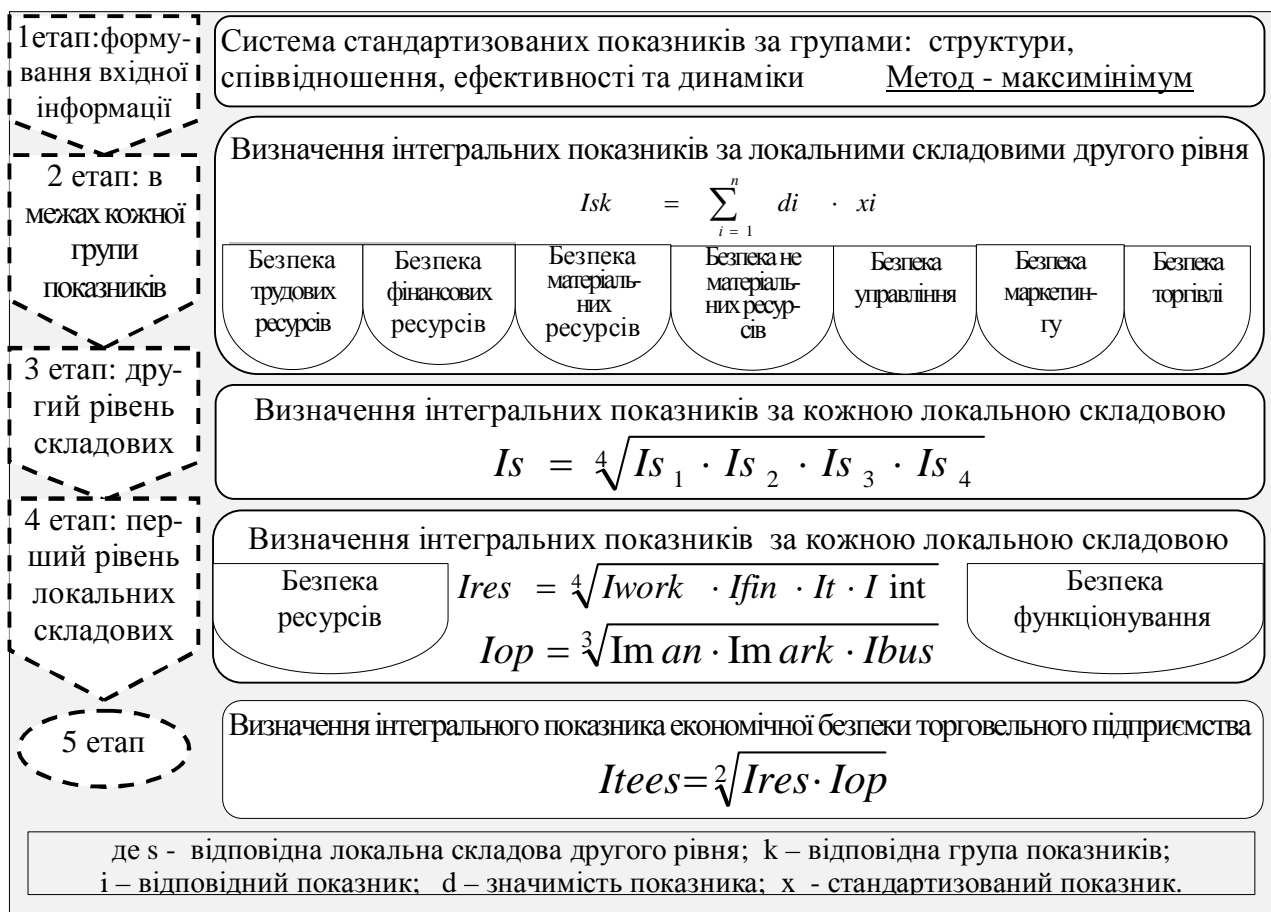 1етап:форму-
вання вхідної
інформації
Система стандартизованих показників за групами: структури,
співвідношення, ефективності та динаміки Метод - максимінімум
2 етап: в
межах кожної
групи
показників
Визначення інтегральних показників за локальними складовими другого рівня
Isk = ∑ⁿᵢ₌₁ di · xi
Безпека
трудових
ресурсів
Безпека
фінансових
ресурсів
Безпека
матеріаль-
них
ресурсів
Безпека не
матеріаль-
них ресур-
сів
Безпека
управління
Безпека
маркетин-
гу
Безпека
торгівлі
3 етап: дру-
гий рівень
складових
Визначення інтегральних показників за кожною локальною складовою
Is = ⁴√(Is₁ · Is₂ · Is₃ · Is₄)
4 етап: пер-
ший рівень
локальних
складових
Визначення інтегральних показників за кожною локальною складовою
Безпека
ресурсів
Ires = ⁴√(Iwork · Ifin · It · I int)
Iop = ³√(Im an · Im ark · Ibus)
Безпека
функціонування
5 етап
Визначення інтегрального показника економічної безпеки торговельного підприємства
Itees = ²√(Ires · Iop)
де s - відповідна локальна складова другого рівня; k – відповідна група показників;
i – відповідний показник; d – значимість показника; x - стандартизований показник.